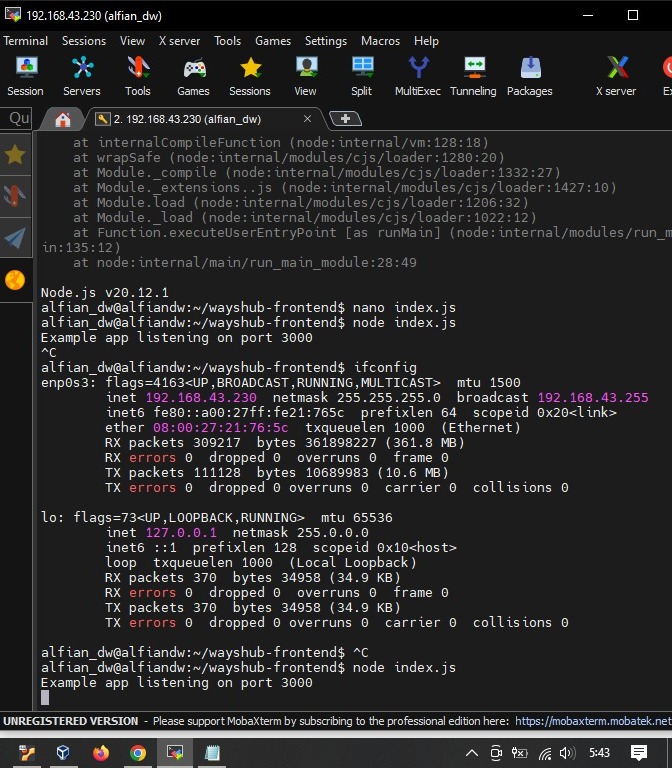 192.168.43.230 (alfian_dw)
Terminal Sessions View X server Tools Games Settings Macros Help
Session Servers Tools Games Sessions View Split MultiExec Tunneling Packages X server Ex
Qu
2. 192.168.43.230 (alfian_dw)
at internalCompileFunction (node:internal/vm:128:18)
at wrapSafe (node:internal/modules/cjs/loader:1280:20)
at Module._compile (node:internal/modules/cjs/loader:1332:27)
at Module._extensions..js (node:internal/modules/cjs/loader:1427:10)
at Module.load (node:internal/modules/cjs/loader:1206:32)
at Module._load (node:internal/modules/cjs/loader:1022:12)
at Function.executeUserEntryPoint [as runMain] (node:internal/modules/run_m
in:135:12)
at node:internal/main/run_main_module:28:49
Node.js v20.12.1
alfian_dw@alfiandw:~/wayshub-frontend$ nano index.js
alfian_dw@alfiandw:~/wayshub-frontend$ node index.js
Example app listening on port 3000
^C
alfian_dw@alfiandw:~/wayshub-frontend$ ifconfig
enp0s3: flags=4163<UP,BROADCAST,RUNNING,MULTICAST> mtu 1500
inet 192.168.43.230 netmask 255.255.255.0 broadcast 192.168.43.255
inet6 fe80::a00:27ff:fe21:765c prefixlen 64 scopeid 0x20<link>
ether 08:00:27:21:76:5c txqueuelen 1000 (Ethernet)
RX packets 309217 bytes 361898227 (361.8 MB)
RX errors 0 dropped 0 overruns 0 frame 0
TX packets 111128 bytes 10689983 (10.6 MB)
TX errors 0 dropped 0 overruns 0 carrier 0 collisions 0
lo: flags=73<UP,LOOPBACK,RUNNING> mtu 65536
inet 127.0.0.1 netmask 255.0.0.0
inet6 ::1 prefixlen 128 scopeid 0x10<host>
loop txqueuelen 1000 (Local Loopback)
RX packets 370 bytes 34958 (34.9 KB)
RX errors 0 dropped 0 overruns 0 frame 0
TX packets 370 bytes 34958 (34.9 KB)
TX errors 0 dropped 0 overruns 0 carrier 0 collisions 0
alfian_dw@alfiandw:~/wayshub-frontend$ ^C
alfian_dw@alfiandw:~/wayshub-frontend$ node index.js
Example app listening on port 3000
UNREGISTERED VERSION - Please support MobaXterm by subscribing to the professional edition here: https://mobaxterm.mobatek.net
5:43